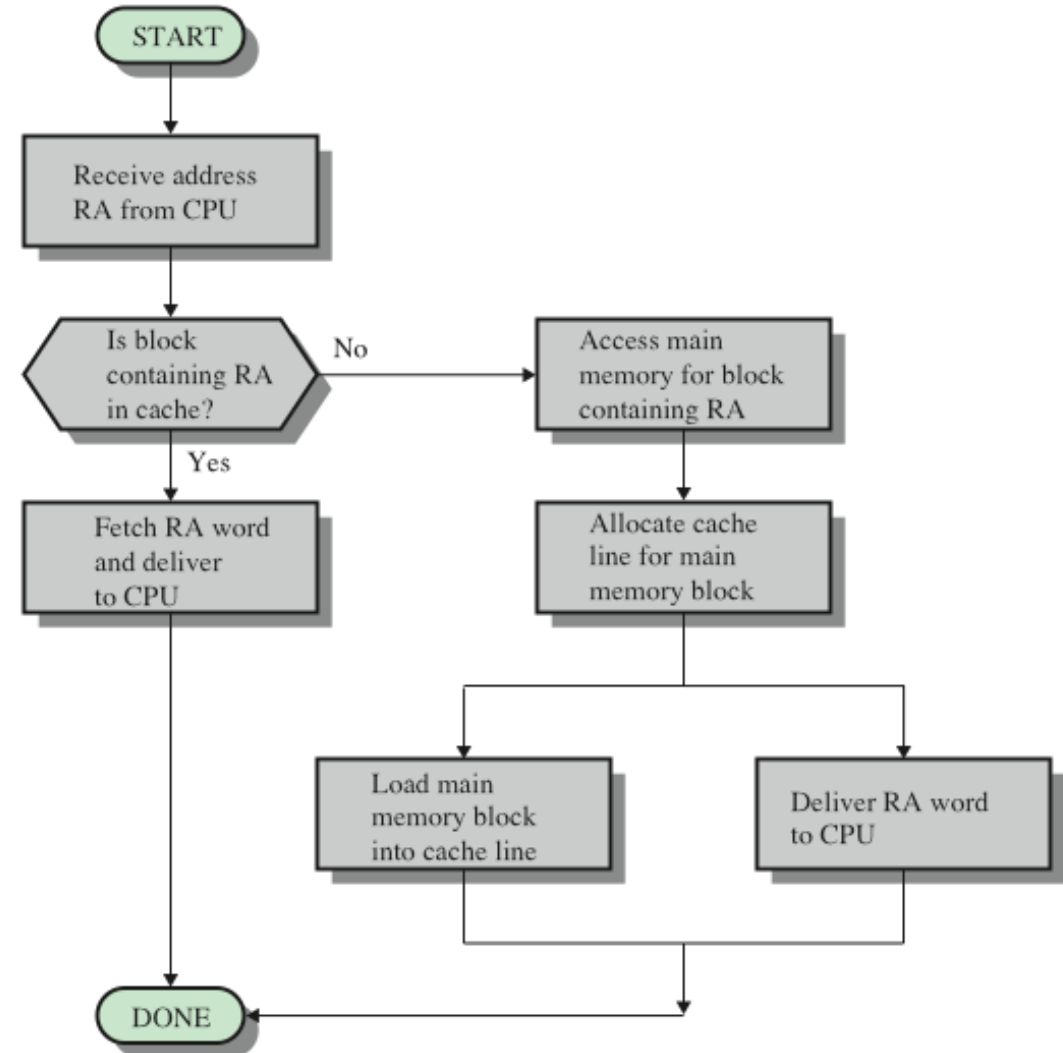 START
Receive address
RA from CPU
Is block
containing RA
in cache?
No
Yes
Access main
memory for block
containing RA
Fetch RA word
and deliver
to CPU
Allocate cache
line for main
memory block
Load main
memory block
into cache line
Deliver RA word
to CPU
DONE